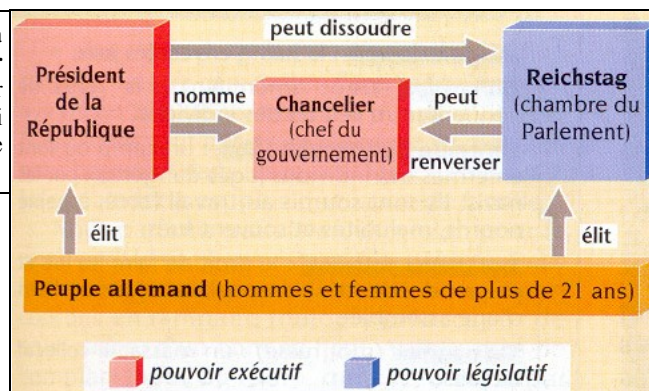 peut dissoudre
Président
de la
République
nomme
Chancelier
(chef du
gouvernement)
peut
renverser
Reichstag
(chambre du
Parlement)
élit
élit
Peuple allemand (hommes et femmes de plus de 21 ans)
pouvoir exécutif
pouvoir législatif